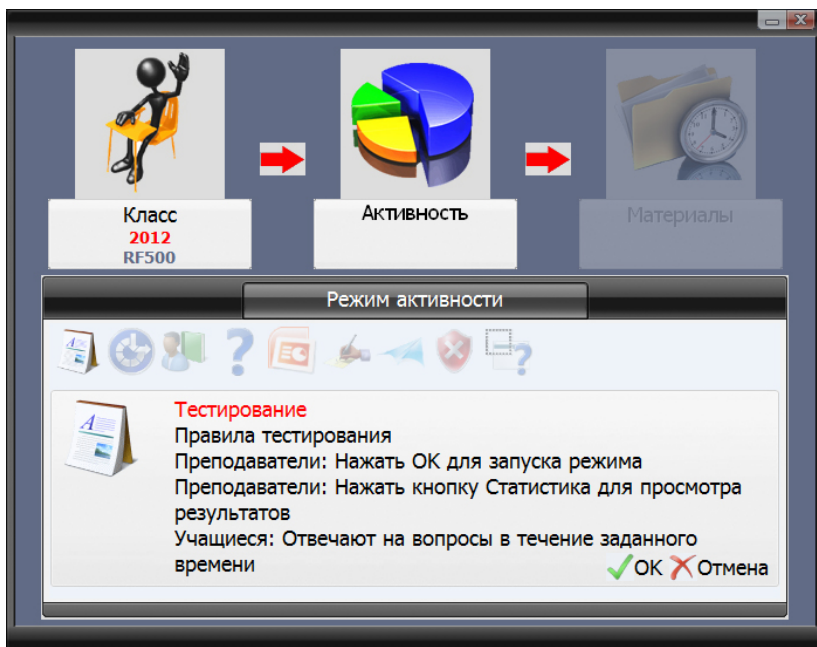 Класс
2012
RF500
Активность
Материалы
Режим активности
Тестирование
Правила тестирования
Преподаватели: Нажать ОК для запуска режима
Преподаватели: Нажать кнопку Статистика для просмотра
результатов
Учащиеся: Отвечают на вопросы в течение заданного
времени
ОК Отмена